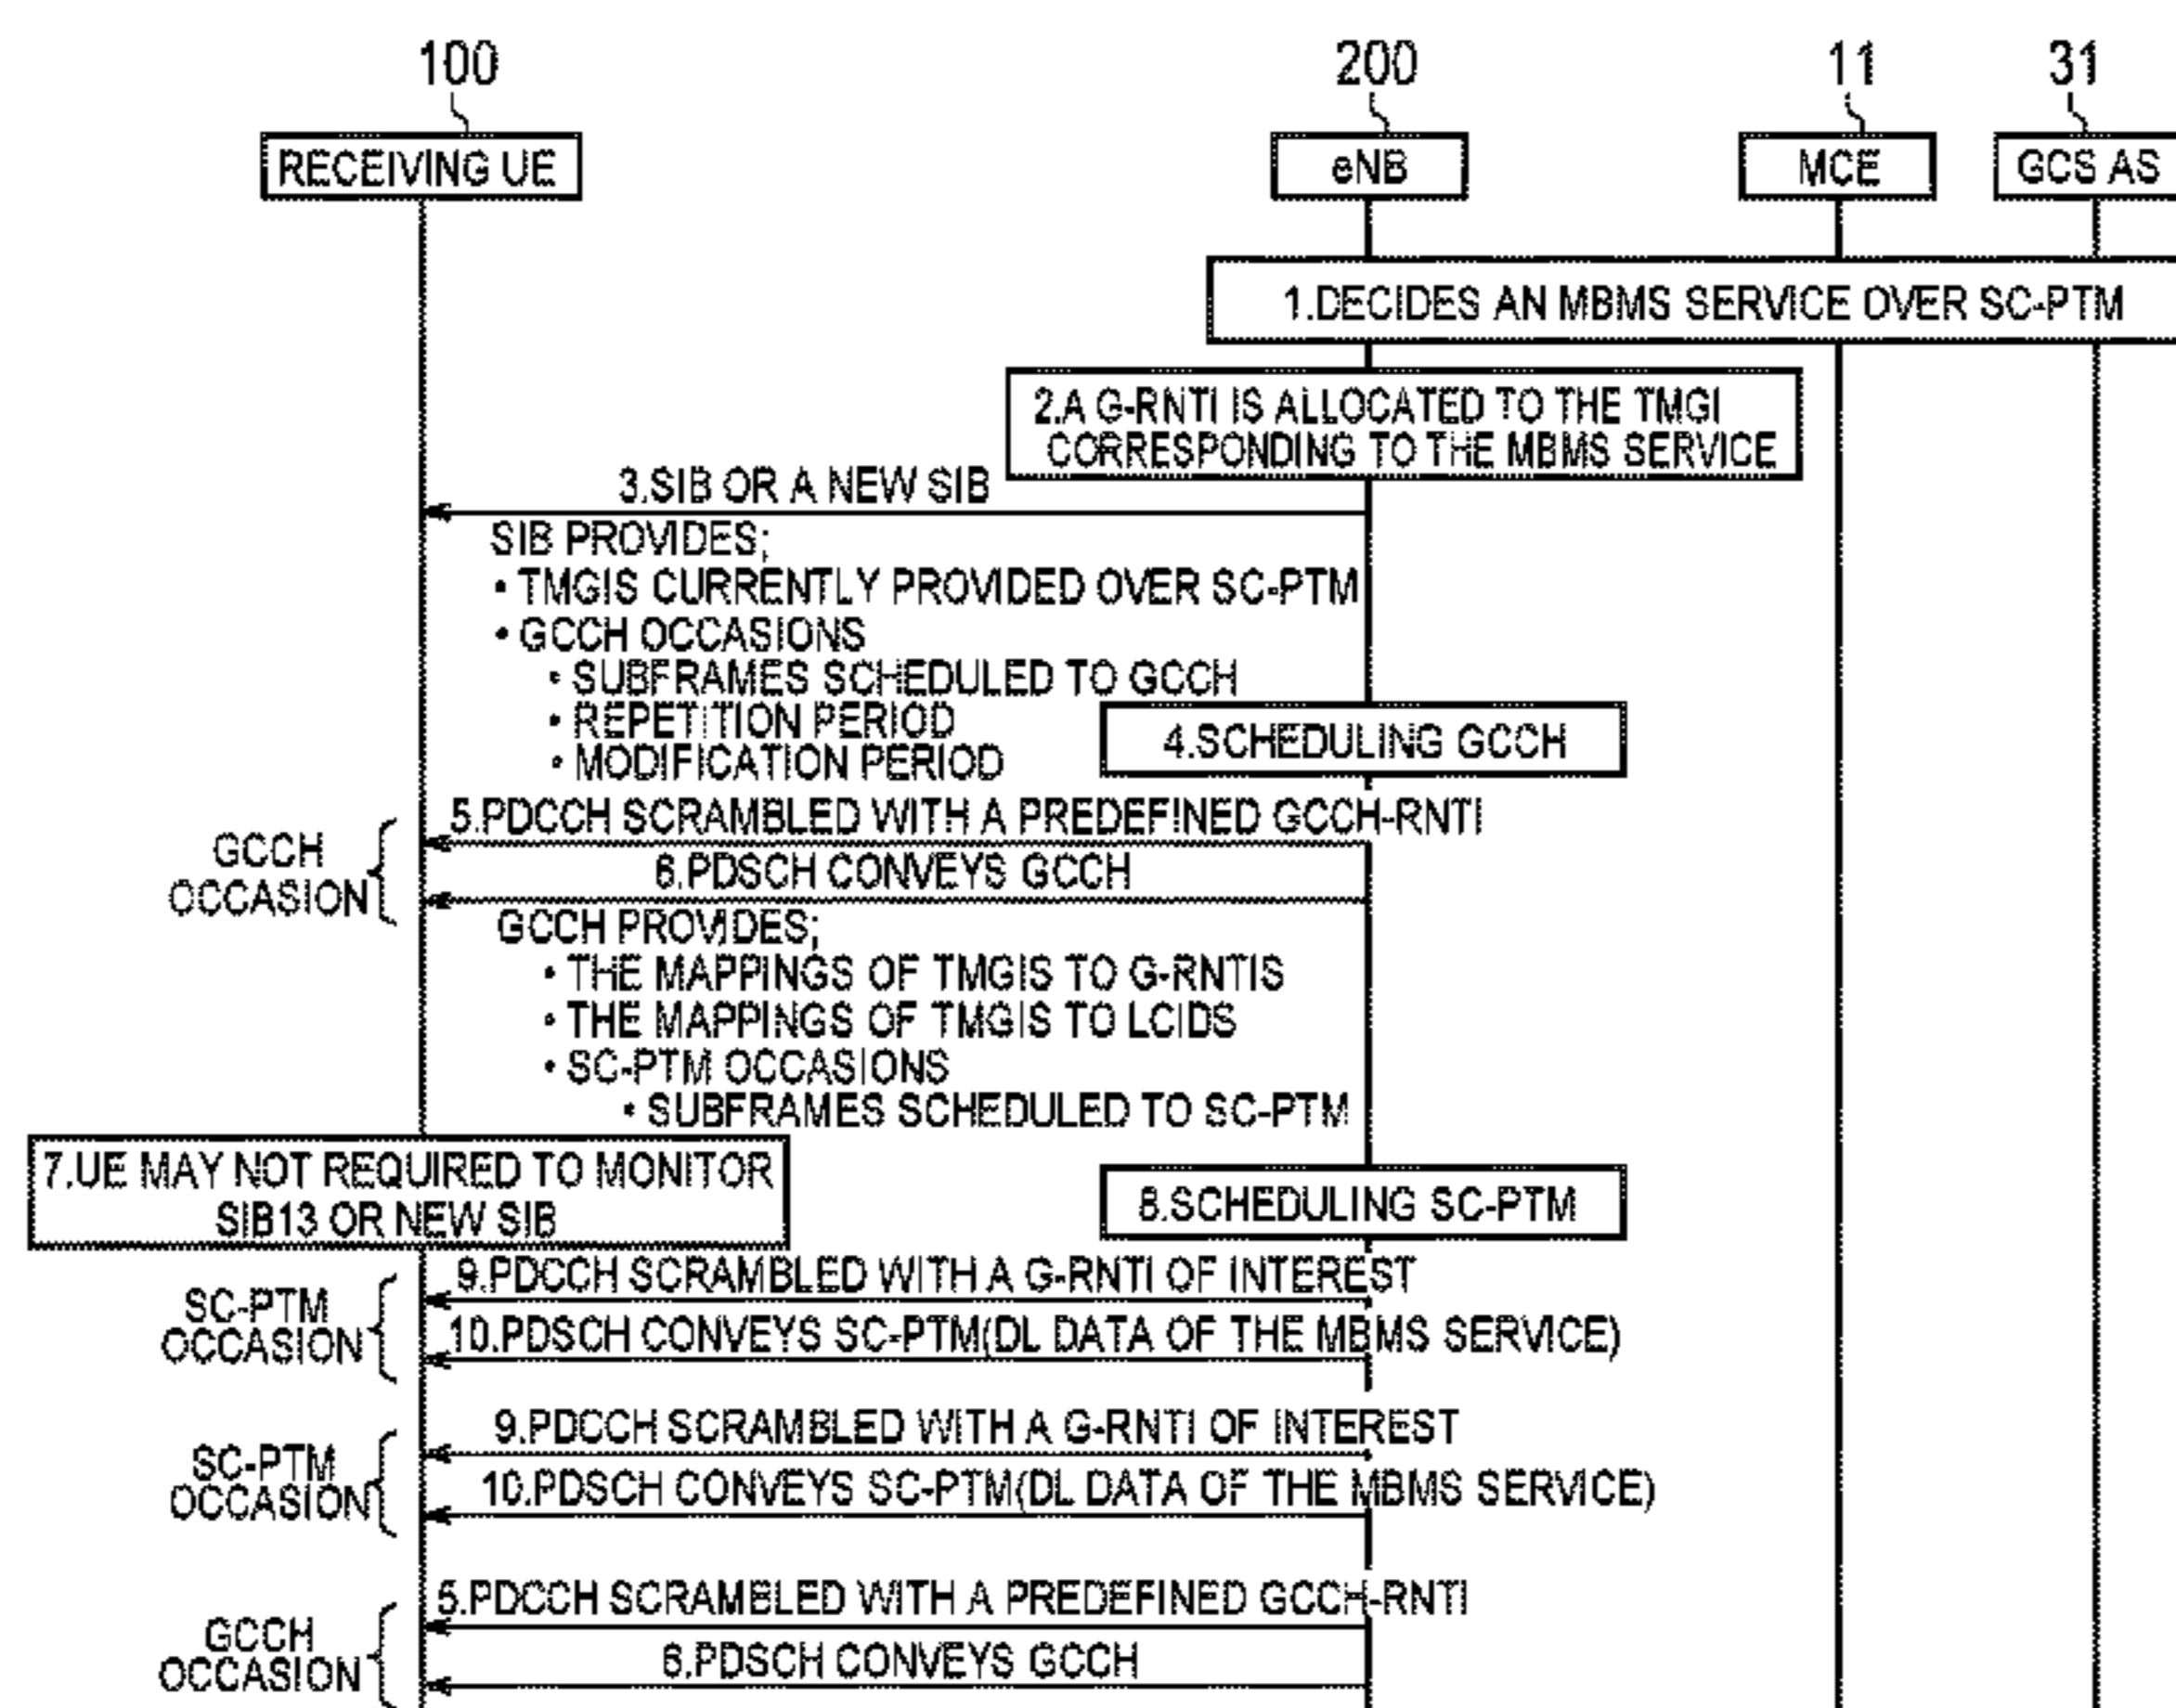 100
200
11
31
RECEIVING UE
eNB
MCE
GCS AS
1.DECIDES AN MBMS SERVICE OVER SC-PTM
2.A G-RNTI IS ALLOCATED TO THE TMGI
CORRESPONDING TO THE MBMS SERVICE
3.SIB OR A NEW SIB
SIB PROVIDES;
• TMGIS CURRENTLY PROVIDED OVER SC-PTM
• GCCH OCCASIONS
• SUBFRAMES SCHEDULED TO GCCH
• REPETITION PERIOD
• MODIFICATION PERIOD
4.SCHEDULING GCCH
5.PDCCH SCRAMBLED WITH A PREDEFINED GCCH-RNTI
GCCH
OCCASION
6.PDSCH CONVEYS GCCH
GCCH PROVIDES;
• THE MAPPINGS OF TMGIS TO G-RNTIS
• THE MAPPINGS OF TMGIS TO LCIDS
• SC-PTM OCCASIONS
• SUBFRAMES SCHEDULED TO SC-PTM
7.UE MAY NOT REQUIRED TO MONITOR
SIB13 OR NEW SIB
8.SCHEDULING SC-PTM
9.PDCCH SCRAMBLED WITH A G-RNTI OF INTEREST
SC-PTM
OCCASION
10.PDSCH CONVEYS SC-PTM(DL DATA OF THE MBMS SERVICE)
9.PDCCH SCRAMBLED WITH A G-RNTI OF INTEREST
SC-PTM
OCCASION
10.PDSCH CONVEYS SC-PTM(DL DATA OF THE MBMS SERVICE)
5.PDCCH SCRAMBLED WITH A PREDEFINED GCCH-RNTI
GCCH
OCCASION
6.PDSCH CONVEYS GCCH